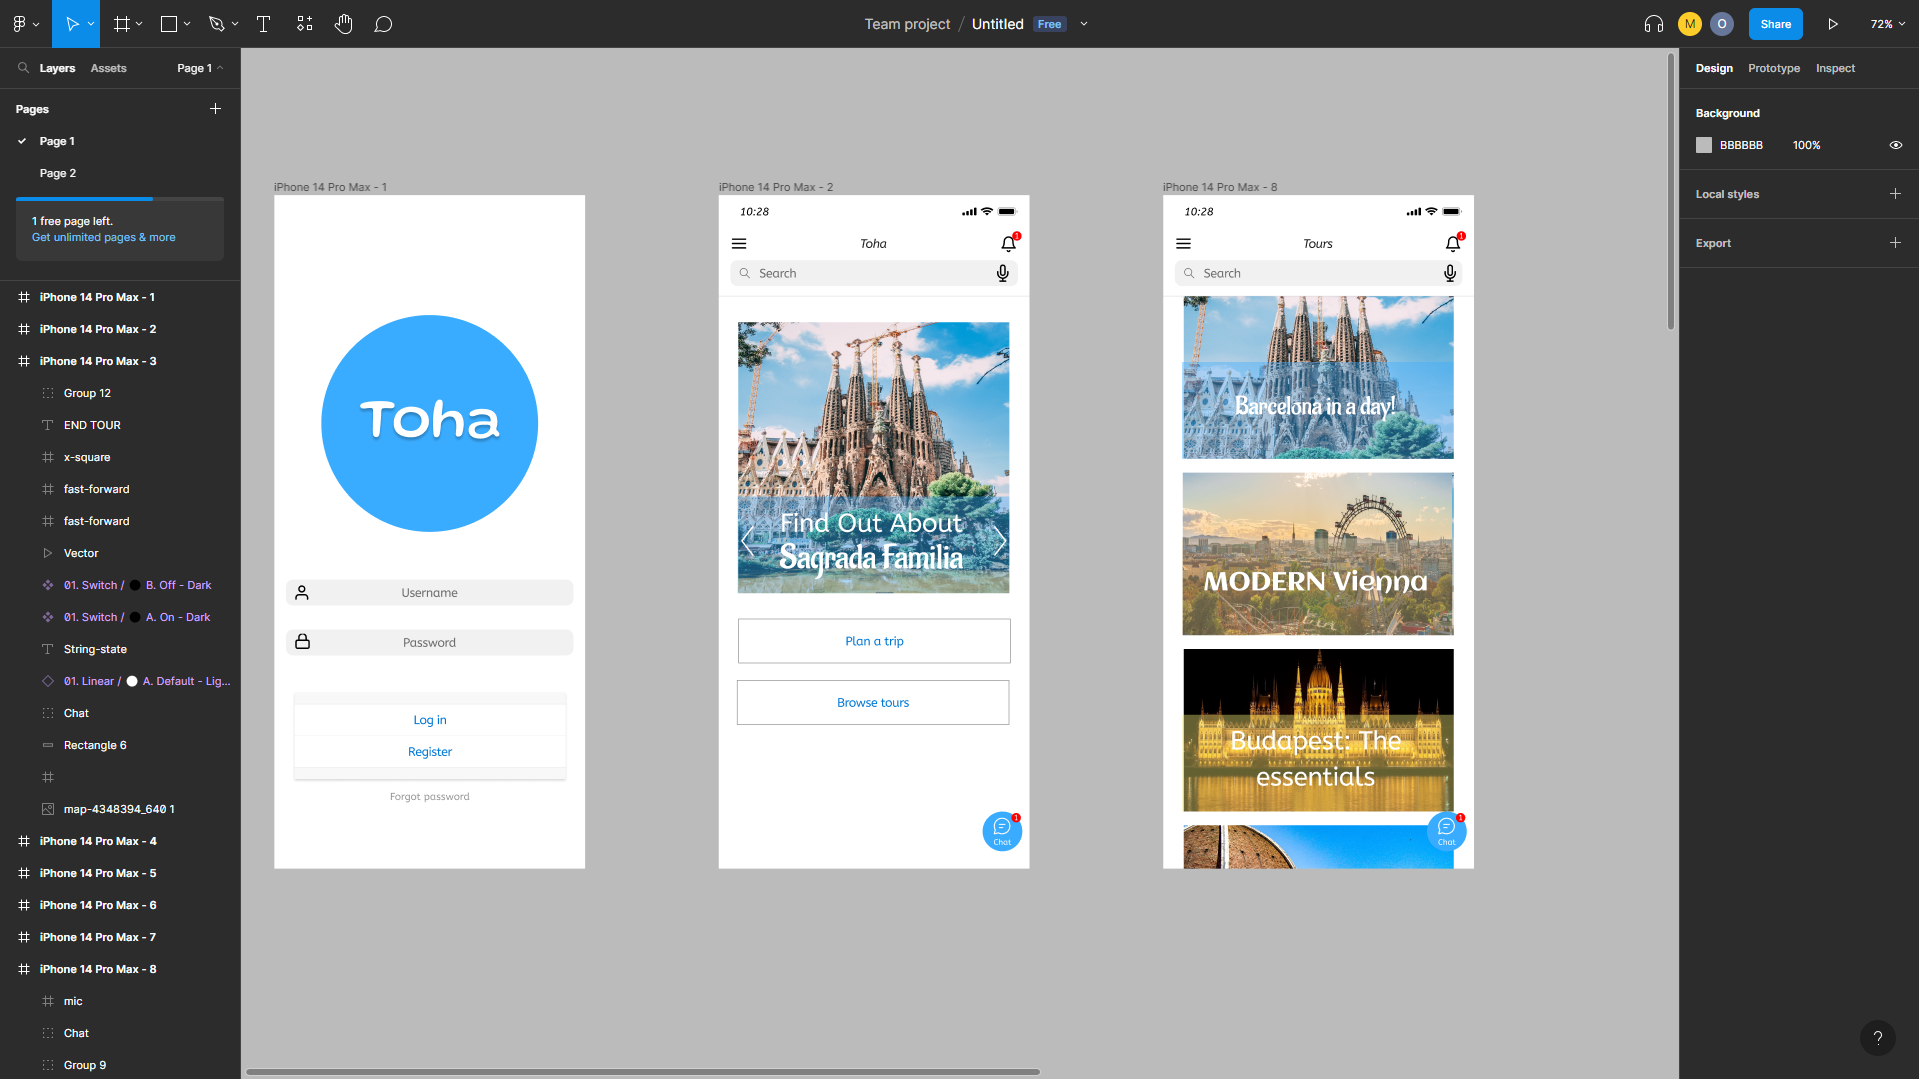 Team project / Untitled Free
M
O
Share
72%
Layers
Assets
Page 1
Pages
Page 1
Page 2
1 free page left.
Get unlimited pages & more
iPhone 14 Pro Max - 1
iPhone 14 Pro Max - 2
iPhone 14 Pro Max - 3
Group 12
END TOUR
x-square
fast-forward
fast-forward
Vector
01. Switch / B. Off - Dark
01. Switch / A. On - Dark
String-state
01. Linear / A. Default - Lig...
Chat
Rectangle 6
map-4348394_640 1
iPhone 14 Pro Max - 4
iPhone 14 Pro Max - 5
iPhone 14 Pro Max - 6
iPhone 14 Pro Max - 7
iPhone 14 Pro Max - 8
mic
Chat
Group 9
iPhone 14 Pro Max - 1
Toha
Username
Password
Log in
Register
Forgot password
iPhone 14 Pro Max - 2
10:28
Toha
1
Search
Find Out About
Sagrada Familia
Plan a trip
Browse tours
1
Chat
iPhone 14 Pro Max - 8
10:28
Tours
1
Search
Barcelona in a day!
MODERN Vienna
Budapest: The
essentials
1
Chat
Design
Prototype
Inspect
Background
BBBBBB
100%
Local styles
Export
?